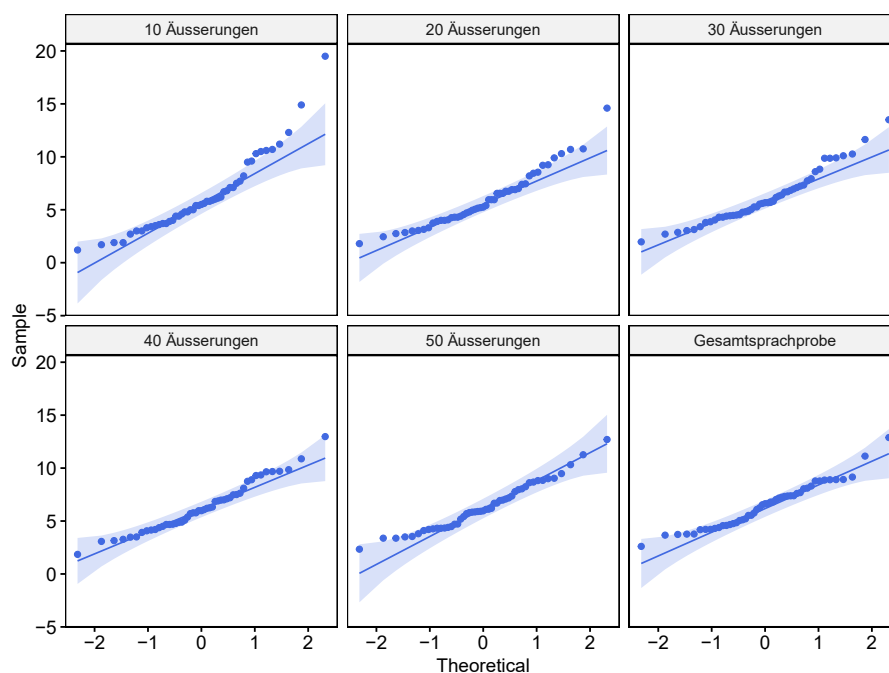 10 Äusserungen
20 Äusserungen
30 Äusserungen
20
15
10
5
0
−5
40 Äusserungen
50 Äusserungen
Gesamtsprachprobe
20
15
10
5
0
−5
−2 −1 0 1 2
−2 −1 0 1 2
−2 −1 0 1 2
Sample
Theoretical